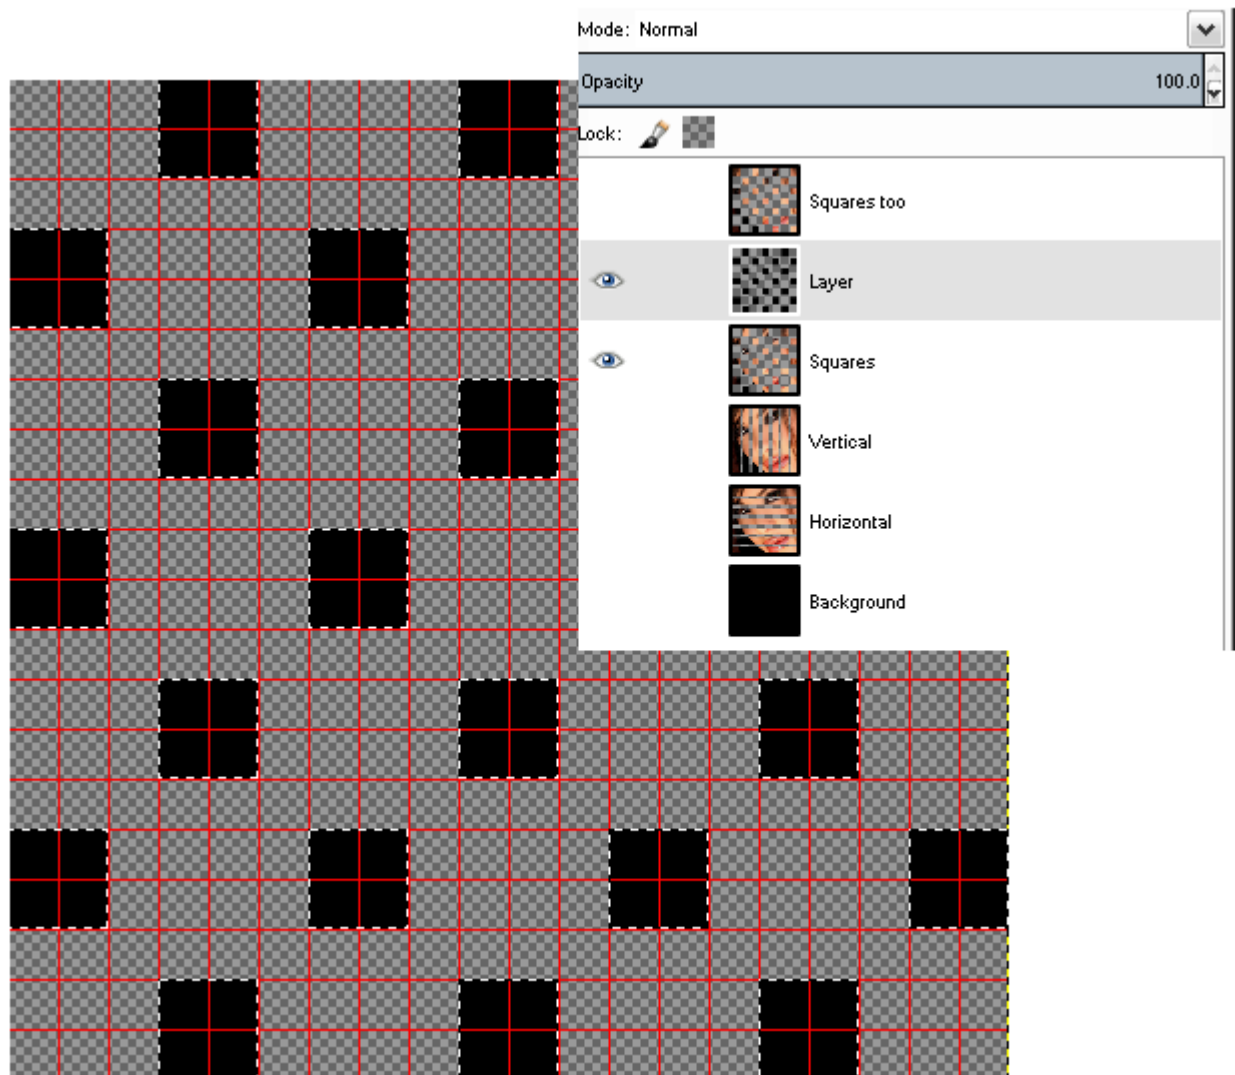 Mode: Normal
Opacity 100.0
Lock:
Squares too
Layer
Squares
Vertical
Horizontal
Background